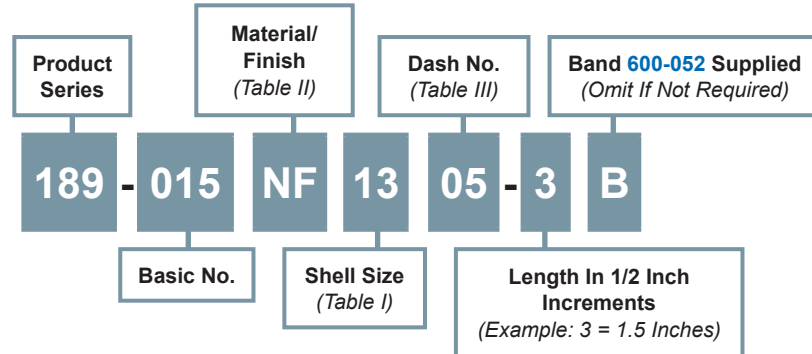 Product
Series
Material/
Finish
(Table II)
Dash No.
(Table III)
Band 600-052 Supplied
(Omit If Not Required)
189 - 015 NF 13 05 - 3 B
Basic No.
Shell Size
(Table I)
Length In 1/2 Inch
Increments
(Example: 3 = 1.5 Inches)